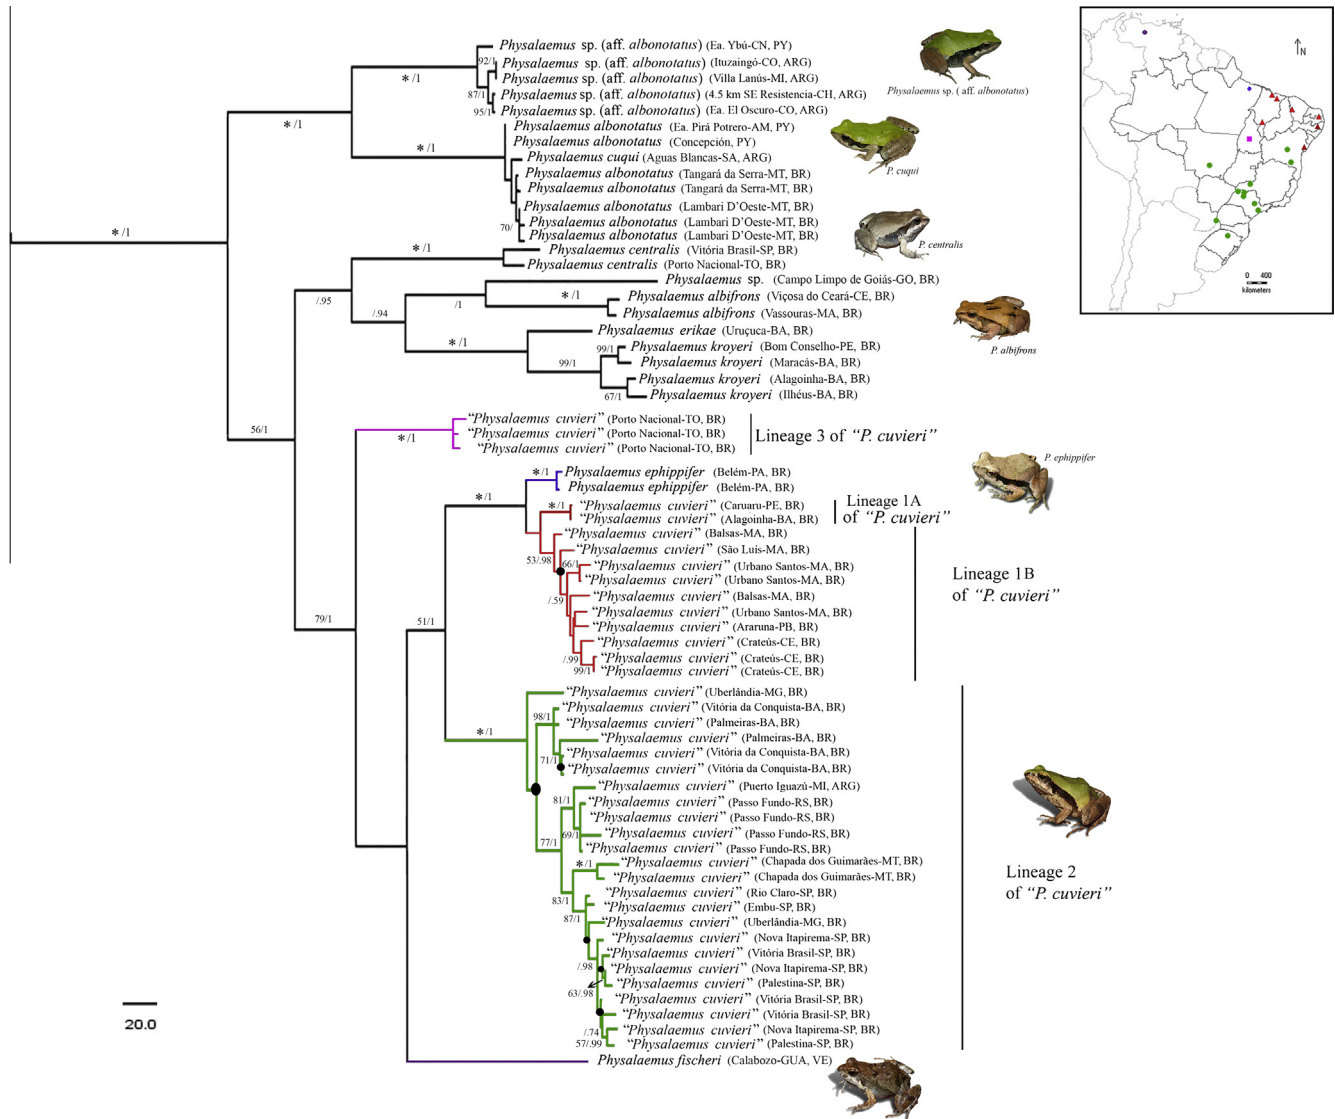 Physalaemus sp. (aff. albonotatus) (Ea. Ybú-CN, PY)
92/1
Physalaemus sp. (aff. albonotatus) (Ituzaingó-CO, ARG)
*/1
Physalaemus sp. (aff. albonotatus) (Villa Lanús-MI, ARG)
87/1
Physalaemus sp. (aff. albonotatus) (4.5 km SE Resistencia-CH, ARG)
95/1
Physalaemus sp. (aff. albonotatus) (Ea. El Oscuro-CO, ARG)
Physalaemus sp. (aff. albonotatus)
*/1
Physalaemus albonotatus (Ea. Pirá Potrero-AM, PY)
Physalaemus albonotatus (Concepción, PY)
*/1
Physalaemus cuqui (Aguas Blancas-SA, ARG)
P. cuqui
Physalaemus albonotatus (Tangará da Serra-MT, BR)
Physalaemus albonotatus (Tangará da Serra-MT, BR)
Physalaemus albonotatus (Lambari D'Oeste-MT, BR)
Physalaemus albonotatus (Lambari D'Oeste-MT, BR)
70/
Physalaemus albonotatus (Lambari D'Oeste-MT, BR)
*/1
P. centralis
*/1
Physalaemus centralis (Vitória Brasil-SP, BR)
Physalaemus centralis (Porto Nacional-TO, BR)
Physalaemus sp. (Campo Limpo de Goiás-GO, BR)
/.95
/1
*/1
Physalaemus albifrons (Viçosa do Ceará-CE, BR)
/.94
Physalaemus albifrons (Vassouras-MA, BR)
P. albifrons
Physalaemus erikae (Uruçuca-BA, BR)
*/1
99/1
Physalaemus kroyeri (Bom Conselho-PE, BR)
99/1
Physalaemus kroyeri (Maracás-BA, BR)
Physalaemus kroyeri (Alagoinha-BA, BR)
67/1
Physalaemus kroyeri (Ilhéus-BA, BR)
56/1
"Physalaemus cuvieri" (Porto Nacional-TO, BR)
*/1
"Physalaemus cuvieri" (Porto Nacional-TO, BR)
"Physalaemus cuvieri" (Porto Nacional-TO, BR)
Lineage 3 of "P. cuvieri"
P. ephippifer
*/1
Physalaemus ephippifer (Belém-PA, BR)
Physalaemus ephippifer (Belém-PA, BR)
*/1
*/1
"Physalaemus cuvieri" (Caruaru-PE, BR)
"Physalaemus cuvieri" (Alagoinha-BA, BR)
Lineage 1A
of "P. cuvieri"
"Physalaemus cuvieri" (Balsas-MA, BR)
53/.98
"Physalaemus cuvieri" (São Luis-MA, BR)
66/1
"Physalaemus cuvieri" (Urbano Santos-MA, BR)
"Physalaemus cuvieri" (Urbano Santos-MA, BR)
/.59
"Physalaemus cuvieri" (Balsas-MA, BR)
"Physalaemus cuvieri" (Urbano Santos-MA, BR)
"Physalaemus cuvieri" (Araruna-PB, BR)
"Physalaemus cuvieri" (Crateús-CE, BR)
/.99
"Physalaemus cuvieri" (Crateús-CE, BR)
99/1
"Physalaemus cuvieri" (Crateús-CE, BR)
Lineage 1B
of "P. cuvieri"
79/1
51/1
"Physalaemus cuvieri" (Uberlândia-MG, BR)
"Physalaemus cuvieri" (Vitória da Conquista-BA, BR)
98/1
"Physalaemus cuvieri" (Palmeiras-BA, BR)
*/1
"Physalaemus cuvieri" (Palmeiras-BA, BR)
"Physalaemus cuvieri" (Vitória da Conquista-BA, BR)
71/1
"Physalaemus cuvieri" (Vitória da Conquista-BA, BR)
"Physalaemus cuvieri" (Puerto Iguazú-MI, ARG)
81/1
"Physalaemus cuvieri" (Passo Fundo-RS, BR)
"Physalaemus cuvieri" (Passo Fundo-RS, BR)
69/1
"Physalaemus cuvieri" (Passo Fundo-RS, BR)
77/1
"Physalaemus cuvieri" (Passo Fundo-RS, BR)
*/1
"Physalaemus cuvieri" (Chapada dos Guimarães-MT, BR)
"Physalaemus cuvieri" (Chapada dos Guimarães-MT, BR)
83/1
"Physalaemus cuvieri" (Rio Claro-SP, BR)
"Physalaemus cuvieri" (Embu-SP, BR)
87/1
"Physalaemus cuvieri" (Uberlândia-MG, BR)
"Physalaemus cuvieri" (Nova Itapirema-SP, BR)
"Physalaemus cuvieri" (Vitória Brasil-SP, BR)
/.98
"Physalaemus cuvieri" (Nova Itapirema-SP, BR)
"Physalaemus cuvieri" (Palestina-SP, BR)
63/.98
"Physalaemus cuvieri" (Vitória Brasil-SP, BR)
"Physalaemus cuvieri" (Vitória Brasil-SP, BR)
/.74
"Physalaemus cuvieri" (Nova Itapirema-SP, BR)
57/.99
"Physalaemus cuvieri" (Palestina-SP, BR)
Lineage 2
of "P. cuvieri"
Physalaemus fischeri (Calabozo-GUA, VE)
20.0
N
0 400
kilometers